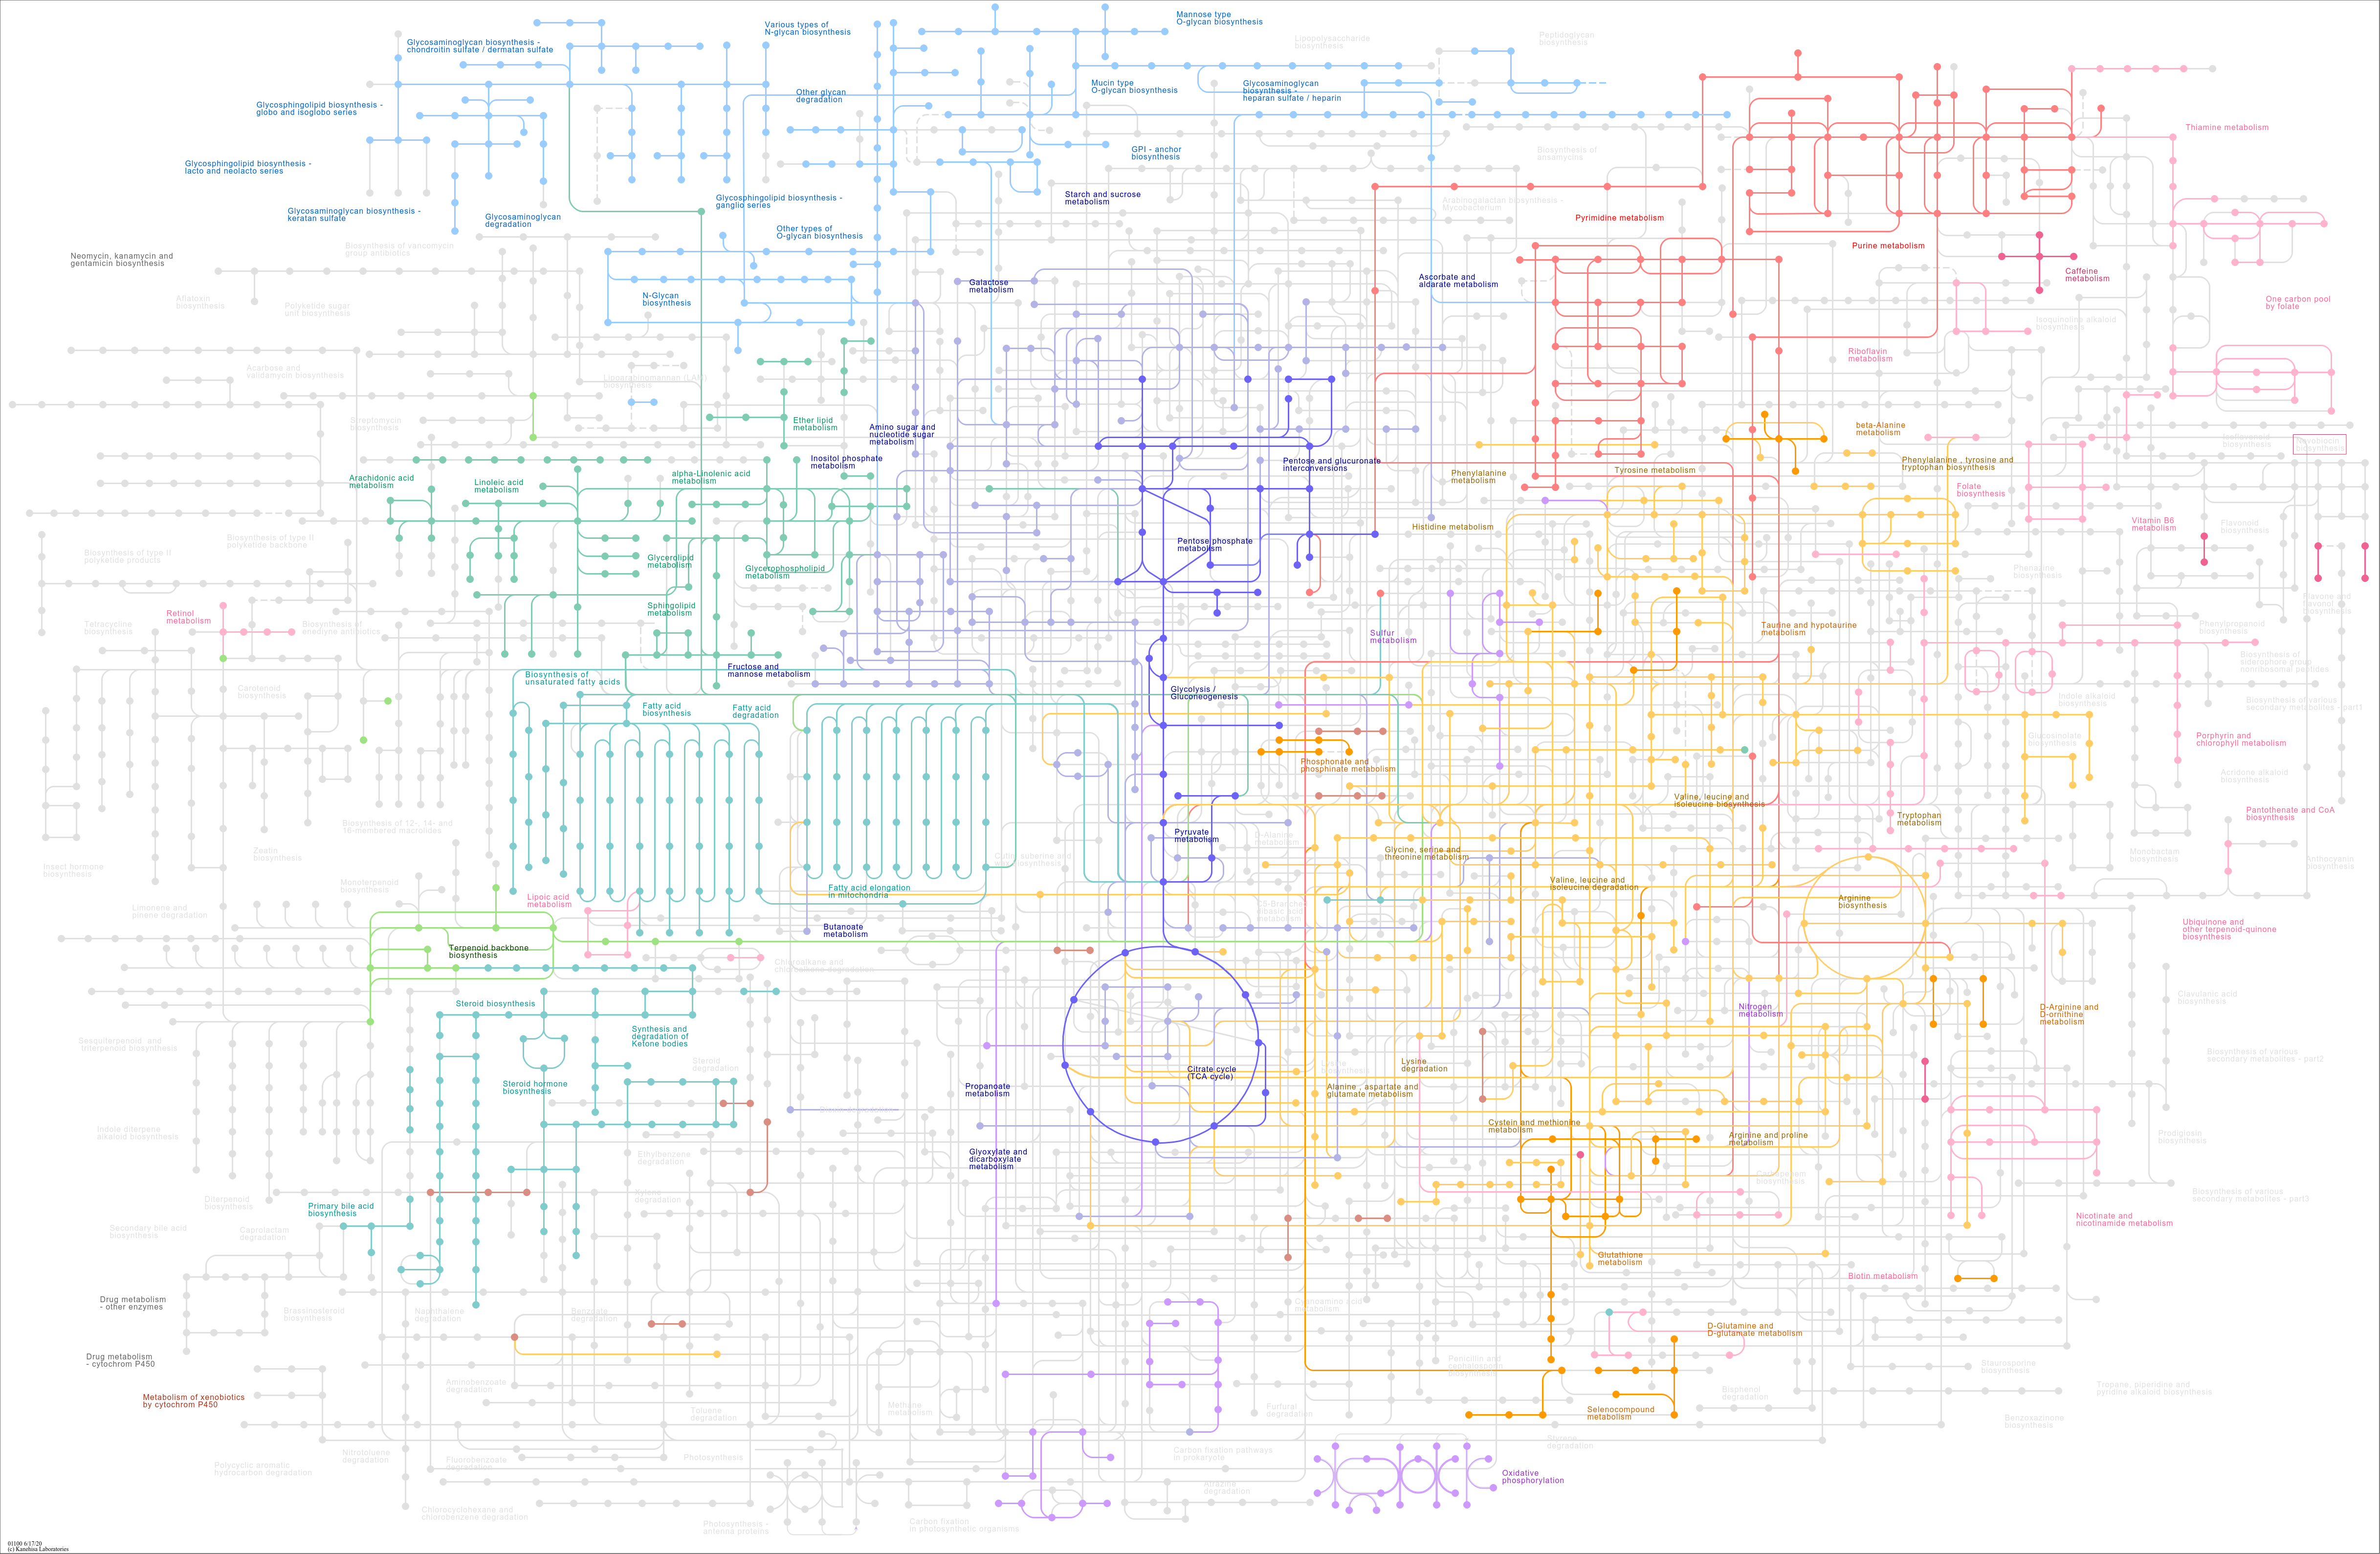 Mannose type
O-glycan biosynthesis
Various types of
N-glycan biosynthesis
Glycosaminoglycan biosynthesis -
chondroitin sulfate / dermatan sulfate
Lipopolysaccharide
biosynthesis
Peptidoglycan
biosynthesis
Mucin type
O-glycan biosynthesis
Glycosaminoglycan
biosynthesis -
heparan sulfate / heparin
Other glycan
degradation
Glycosphingolipid biosynthesis -
globo and isoglobo series
Thiamine metabolism
GPI - anchor
biosynthesis
Biosynthesis of
ansamycins
Glycosphingolipid biosynthesis -
lacto and neolacto series
Starch and sucrose
metabolism
Glycosphingolipid biosynthesis -
ganglio series
Arabinogalactan biosynthesis -
Mycobacterium
Glycosaminoglycan biosynthesis -
keratan sulfate
Glycosaminoglycan
degradation
Pyrimidine metabolism
Other types of
O-glycan biosynthesis
Purine metabolism
Biosynthesis of vancomycin
group antibiotics
Neomycin, kanamycin and
gentamicin biosynthesis
Caffeine
metabolism
Ascorbate and
aldarate metabolism
Galactose
metabolism
N-Glycan
biosynthesis
Aflatoxin
biosynthesis
Polyketide sugar
unit biosynthesis
One carbon pool
by folate
Isoquinoline alkaloid
biosynthesis
Riboflavin
metabolism
Acarbose and
validamycin biosynthesis
Lipoarabinomannan (LAM)
biosynthesis
Streptomycin
biosynthesis
Ether lipid
metabolism
Amino sugar and
nucleotide sugar
metabolism
beta-Alanine
metabolism
Isoflavonoid
biosynthesis
Novobiocin
biosynthesis
Inositol phosphate
metabolism
Pentose and glucuronate
interconversions
Phenylalanine , tyrosine and
tryptophan biosynthesis
Tyrosine metabolism
Phenylalanine
metabolism
Arachidonic acid
metabolism
Linoleic acid
metabolism
alpha-Linolenic acid
metabolism
Folate
biosynthesis
Histidine metabolism
Vitamin B6
metabolism
Flavonoid
biosynthesis
Biosynthesis of type II
polyketide backbone
Biosynthesis of type II
polyketide products
Pentose phosphate
metabolism
Glycerolipid
metabolism
Glycerophospholipid
metabolism
Phenazine
biosynthesis
Flavone and
flavonol
biosynthesis
Sphingolipid
metabolism
Retinol
metabolism
Tetracycline
biosynthesis
Biosynthesis of
enediyne antibiotics
Sulfur
metabolism
Taurine and hypotaurine
metabolism
Phenylpropanoid
biosynthesis
Biosynthesis of
siderophore group
nonribosomal peptides
Fructose and
mannose metabolism
Biosynthesis of
unsaturated fatty acids
Glycolysis /
Gluconeogenesis
Carotenoid
biosynthesis
Indole alkaloid
biosynthesis
Biosynthesis of various
secondary metabolites - part1
Fatty acid
biosynthesis
Fatty acid
degradation
Glucosinolate
biosynthesis
Porphyrin and
chlorophyll metabolism
Phosphonate and
phosphinate metabolism
Acridone alkaloid
biosynthesis
Valine, leucine and
isoleucine biosynthesis
Pantothenate and CoA
biosynthesis
Tryptophan
metabolism
Biosynthesis of 12-, 14- and
16-membered macrolides
Pyruvate
metabolism
D-Alanine
metabolism
Zeatin
biosynthesis
Glycine, serine and
threonine metabolism
Monobactam
biosynthesis
Anthocyanin
biosynthesis
Insect hormone
biosynthesis
Monoterpenoid
biosynthesis
Valine, leucine and
isoleucine degradation
Fatty acid elongation
in mitochondria
Lipoic acid
metabolism
Arginine
biosynthesis
C5-Branched
dibasic acid
metabolism
Limonene and
pinene degradation
Butanoate
metabolism
Ubiquinone and
other terpenoid-quinone
biosynthesis
Terpenoid backbone
biosynthesis
Chloroalkane and
chloroalkene degradation
Clavulanic acid
biosynthesis
Steroid biosynthesis
Nitrogen
metabolism
D-Arginine and
D-ornithine
metabolism
Synthesis and
degradation of
Ketone bodies
Sesquiterpenoid and
triterpenoid biosynthesis
Steroid
degradation
Lysine
degradation
Biosynthesis of various
secondary metabolites - part2
Citrate cycle
(TCA cycle)
Steroid hormone
biosynthesis
Propanoate
metabolism
Alanine , aspartate and
glutamate metabolism
Indole diterpene
alkaloid biosynthesis
Cystein and methionine
metabolism
Arginine and proline
metabolism
Prodigiosin
biosynthesis
Ethylbenzene
degradation
Glyoxylate and
dicarboxylate
metabolism
Carbapenem
biosynthesis
Xylene
degradation
Diterpenoid
biosynthesis
Primary bile acid
biosynthesis
Biosynthesis of various
secondary metabolites - part3
Nicotinate and
nicotinamide metabolism
Secondary bile acid
biosynthesis
Caprolactam
degradation
Glutathione
metabolism
Biotin metabolism
Drug metabolism
- other enzymes
Brassinosteroid
biosynthesis
Naphthalene
degradation
Benzoate
degradation
Cyanoamino acid
metabolism
D-Glutamine and
D-glutamate metabolism
Drug metabolism
- cytochrom P450
Penicillin and
cephalosporin
biosynthesis
Staurosporine
biosynthesis
Aminobenzoate
degradation
Bisphenol
degradation
Tropane, piperidine and
pyridine alkaloid biosynthesis
Metabolism of xenobiotics
by cytochrom P450
Toluene
degradation
Methane
metabolism
Furfural
degradation
Selenocompound
metabolism
Benzoxazinone
biosynthesis
Styrene
degradation
Nitrotoluene
degradation
Polycyclic aromatic
hydrocarbon degradation
Fluorobenzoate
degradation
Photosynthesis
Carbon fixation pathways
in prokaryote
Oxidative
phosphorylation
Atrazine
degradation
Chlorocyclohexane and
chlorobenzene degradation
Photosynthesis -
antenna proteins
Carbon fixation
in photosynthetic organisms
01100 6/17/20
(c) Kanehisa Laboratories